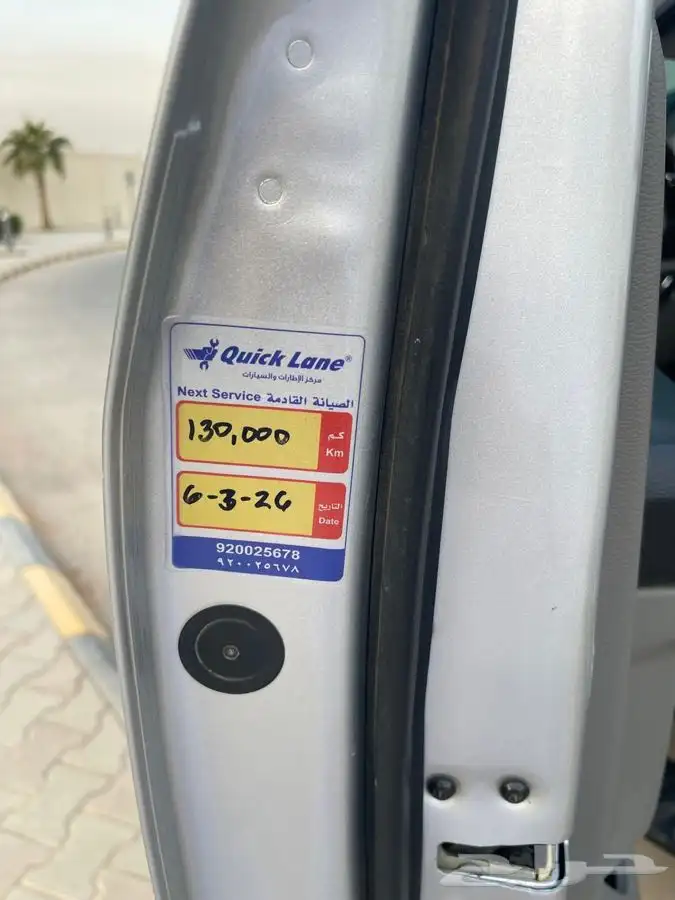 Quick Lane®
مركز الإطارات والسيارات
Next Service الصيانة القادمة
130,000 كم Km
6-3-26 التاريخ Date
920025678
٩٢٠٠٢٥٦٧٨
حراج